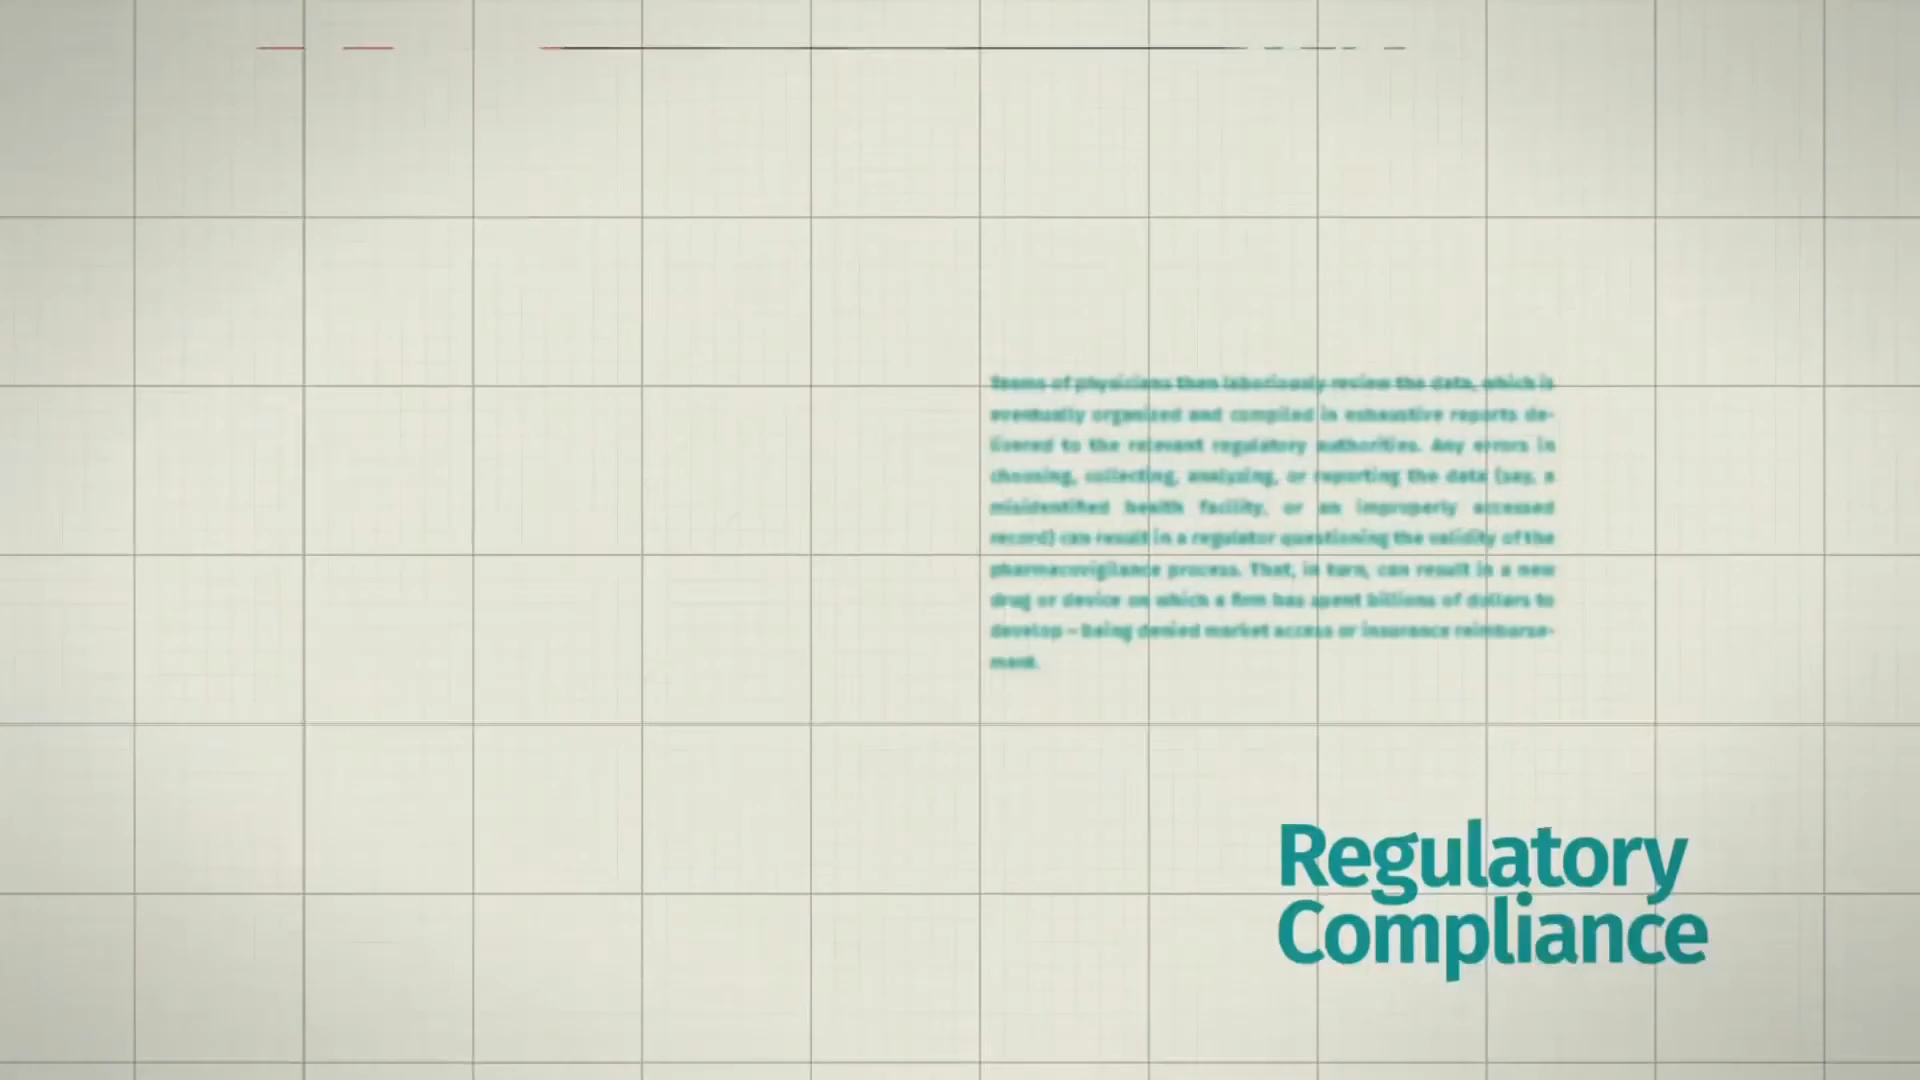 Teams of physicians then laboriously review the data, which is
eventually organized and compiled in exhaustive reports de-
livered to the relevant regulatory authorities. Any errors in
choosing, collecting, analyzing, or reporting the data (say, a
misidentified health facility, or an improperly accessed
record) can result in a regulator questioning the validity of the
pharmacovigilance process. That, in turn, can result in a new
drug or device on which a firm has spent billions of dollars to
develop – being denied market access or insurance reimburse-
ment.
Regulatory
Compliance